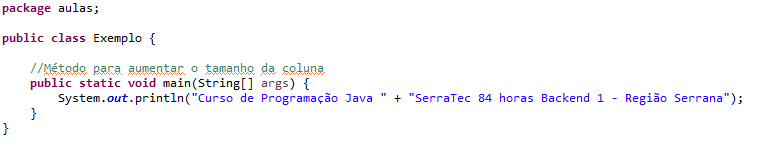 package aulas;
public class Exemplo {
//Método para aumentar o tamanho da coluna
public static void main(String[] args) {
System.out.println("Curso de Programação Java " + "SerraTec 84 horas Backend 1 - Região Serrana");
}
}